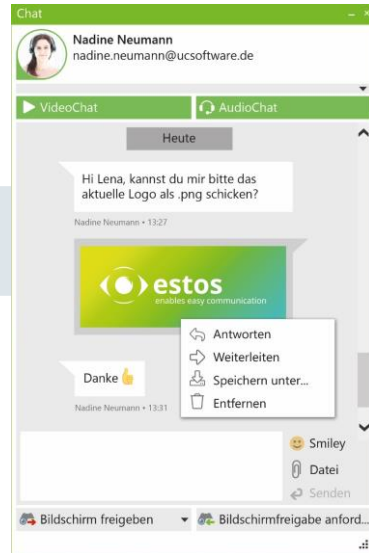 Chat
Nadine Neumann
nadine.neumann@ucsoftware.de
VideoChat
AudioChat
Heute
Hi Lena, kannst du mir bitte das
aktuelle Logo als .png schicken?
Nadine Neumann • 13:27
estos
enables easy communication
Antworten
Weiterleiten
Speichern unter...
Entfernen
Danke
Nadine Neumann • 13:31
Smiley
Datei
Senden
Bildschirm freigeben
Bildschirmfreigabe anford...